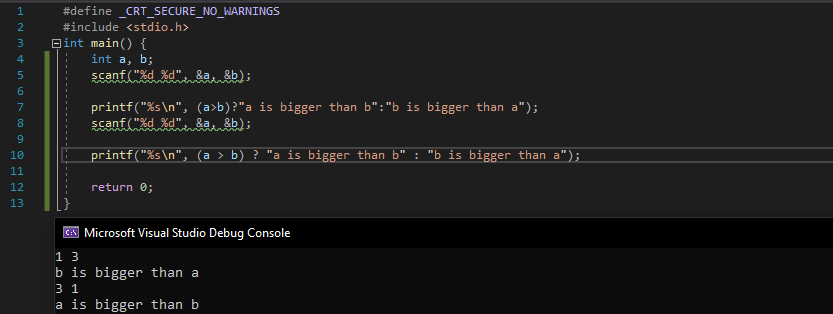 1 #define _CRT_SECURE_NO_WARNINGS
2 #include <stdio.h>
3 int main() {
4 int a, b;
5 scanf("%d %d", &a, &b);
6
7 printf("%s\n", (a>b)?"a is bigger than b":"b is bigger than a");
8 scanf("%d %d", &a, &b);
9
10 printf("%s\n", (a > b) ? "a is bigger than b" : "b is bigger than a");
11
12 return 0;
13 }
C:\ Microsoft Visual Studio Debug Console
1 3
b is bigger than a
3 1
a is bigger than b